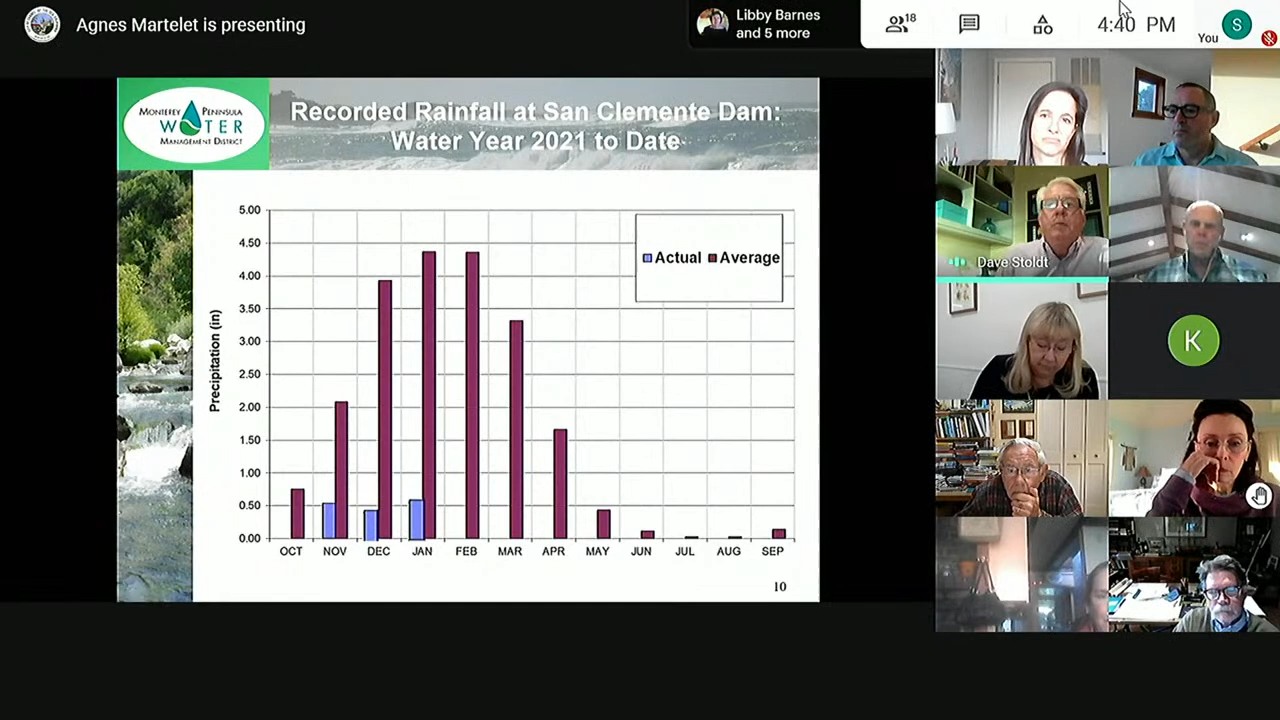 Agnes Martelet is presenting
Libby Barnes
and 5 more
18
4:40 PM
You
S
MONTEREY PENINSULA
WATER
MANAGEMENT DISTRICT
Recorded Rainfall at San Clemente Dam:
Water Year 2021 to Date
5.00
4.50
4.00
3.50
3.00
2.50
2.00
1.50
1.00
0.50
0.00
Precipitation (in)
Actual Average
OCT NOV DEC JAN FEB MAR APR MAY JUN JUL AUG SEP
10
Dave Stoldt
K